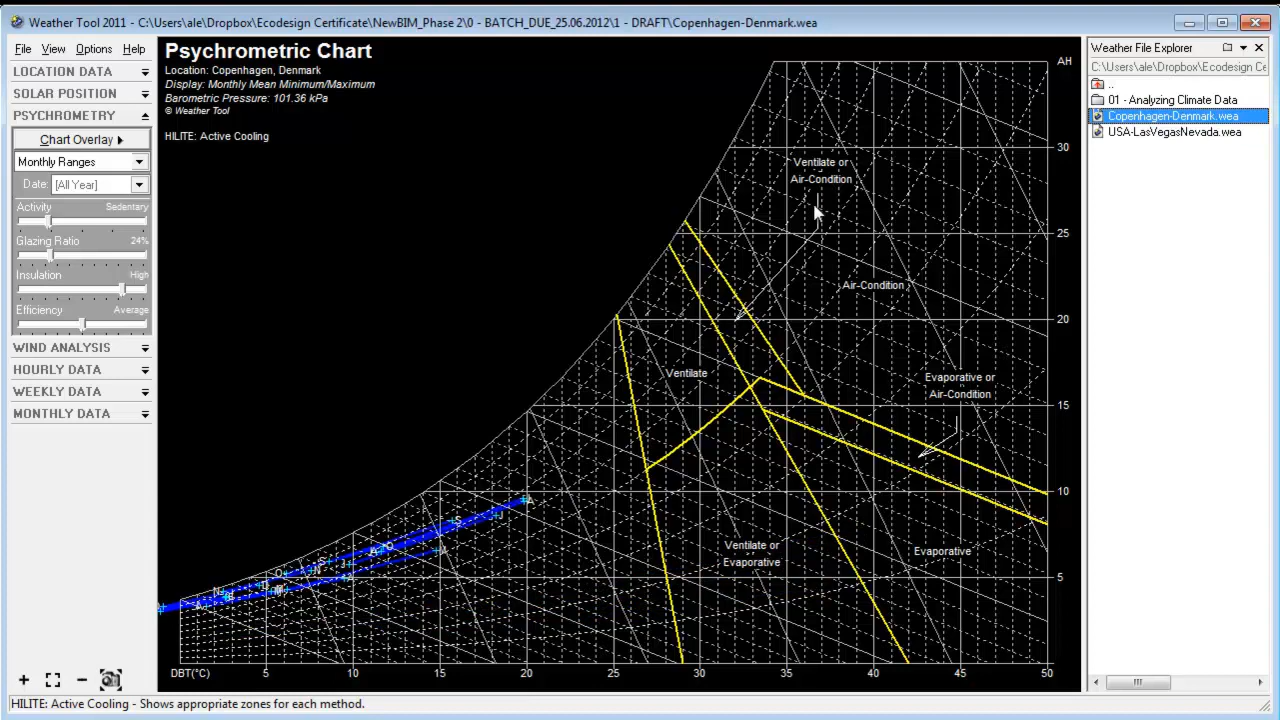 Weather Tool 2011 - C:\Users\ale\Dropbox\Ecodesign Certificate\NewBIM_Phase 2\0 - BATCH_DUE_25.06.2012\1 - DRAFT\Copenhagen-Denmark.wea
File View Options Help
LOCATION DATA
SOLAR POSITION
PSYCHROMETRY
Chart Overlay
Monthly Ranges
Date: [All Year]
Activity Sedentary
Glazing Ratio 24%
Insulation High
Efficiency Average
WIND ANALYSIS
HOURLY DATA
WEEKLY DATA
MONTHLY DATA
Psychrometric Chart
Location: Copenhagen, Denmark
Display: Monthly Mean Minimum/Maximum
Barometric Pressure: 101.36 kPa
© Weather Tool
HILITE: Active Cooling
AH
30
25
20
15
10
5
Ventilate or
Air-Condition
Air-Condition
Ventilate
Evaporative or
Air-Condition
Ventilate or
Evaporative
Evaporative
DBT(°C) 5 10 15 20 25 30 35 40 45 50
Weather File Explorer
C:\Users\ale\Dropbox\Ecodesign Ce
..
01 - Analyzing Climate Data
Copenhagen-Denmark.wea
USA-LasVegasNevada.wea
HILITE: Active Cooling - Shows appropriate zones for each method.